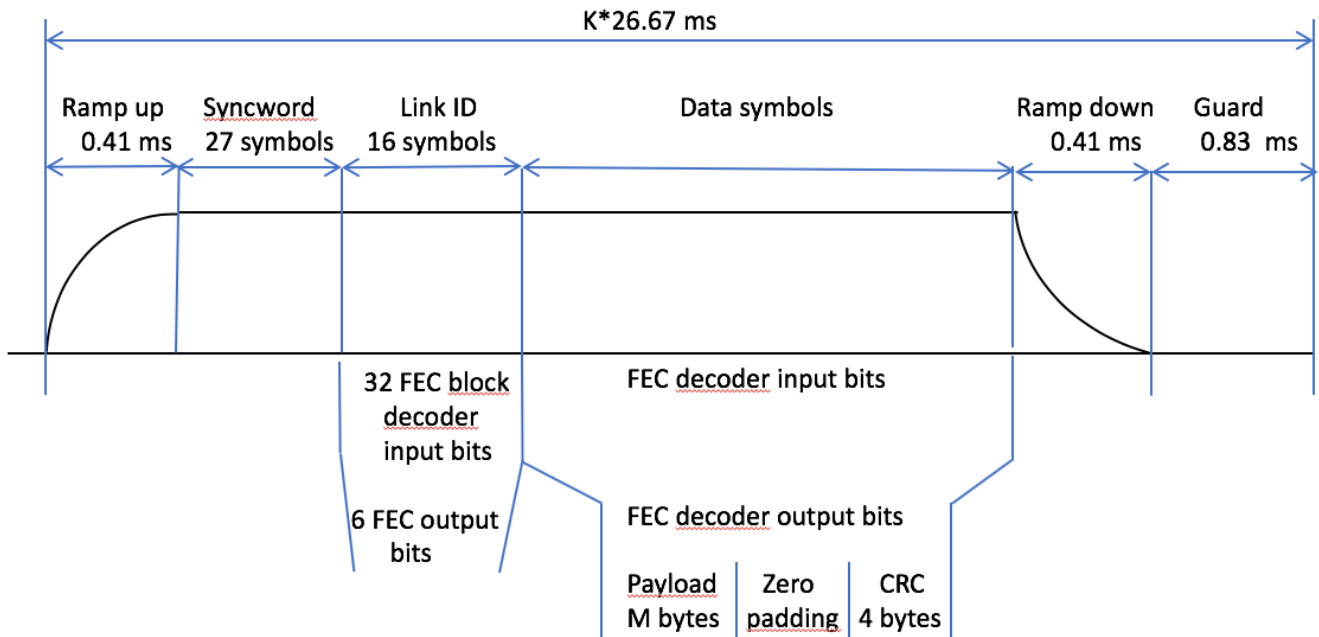 K*26.67 ms
Ramp up Syncword Link ID Data symbols Ramp down Guard
0.41 ms 27 symbols 16 symbols 0.41 ms 0.83 ms
32 FEC block
decoder
input bits
FEC decoder input bits
6 FEC output
bits
FEC decoder output bits
Payload Zero CRC
M bytes padding 4 bytes